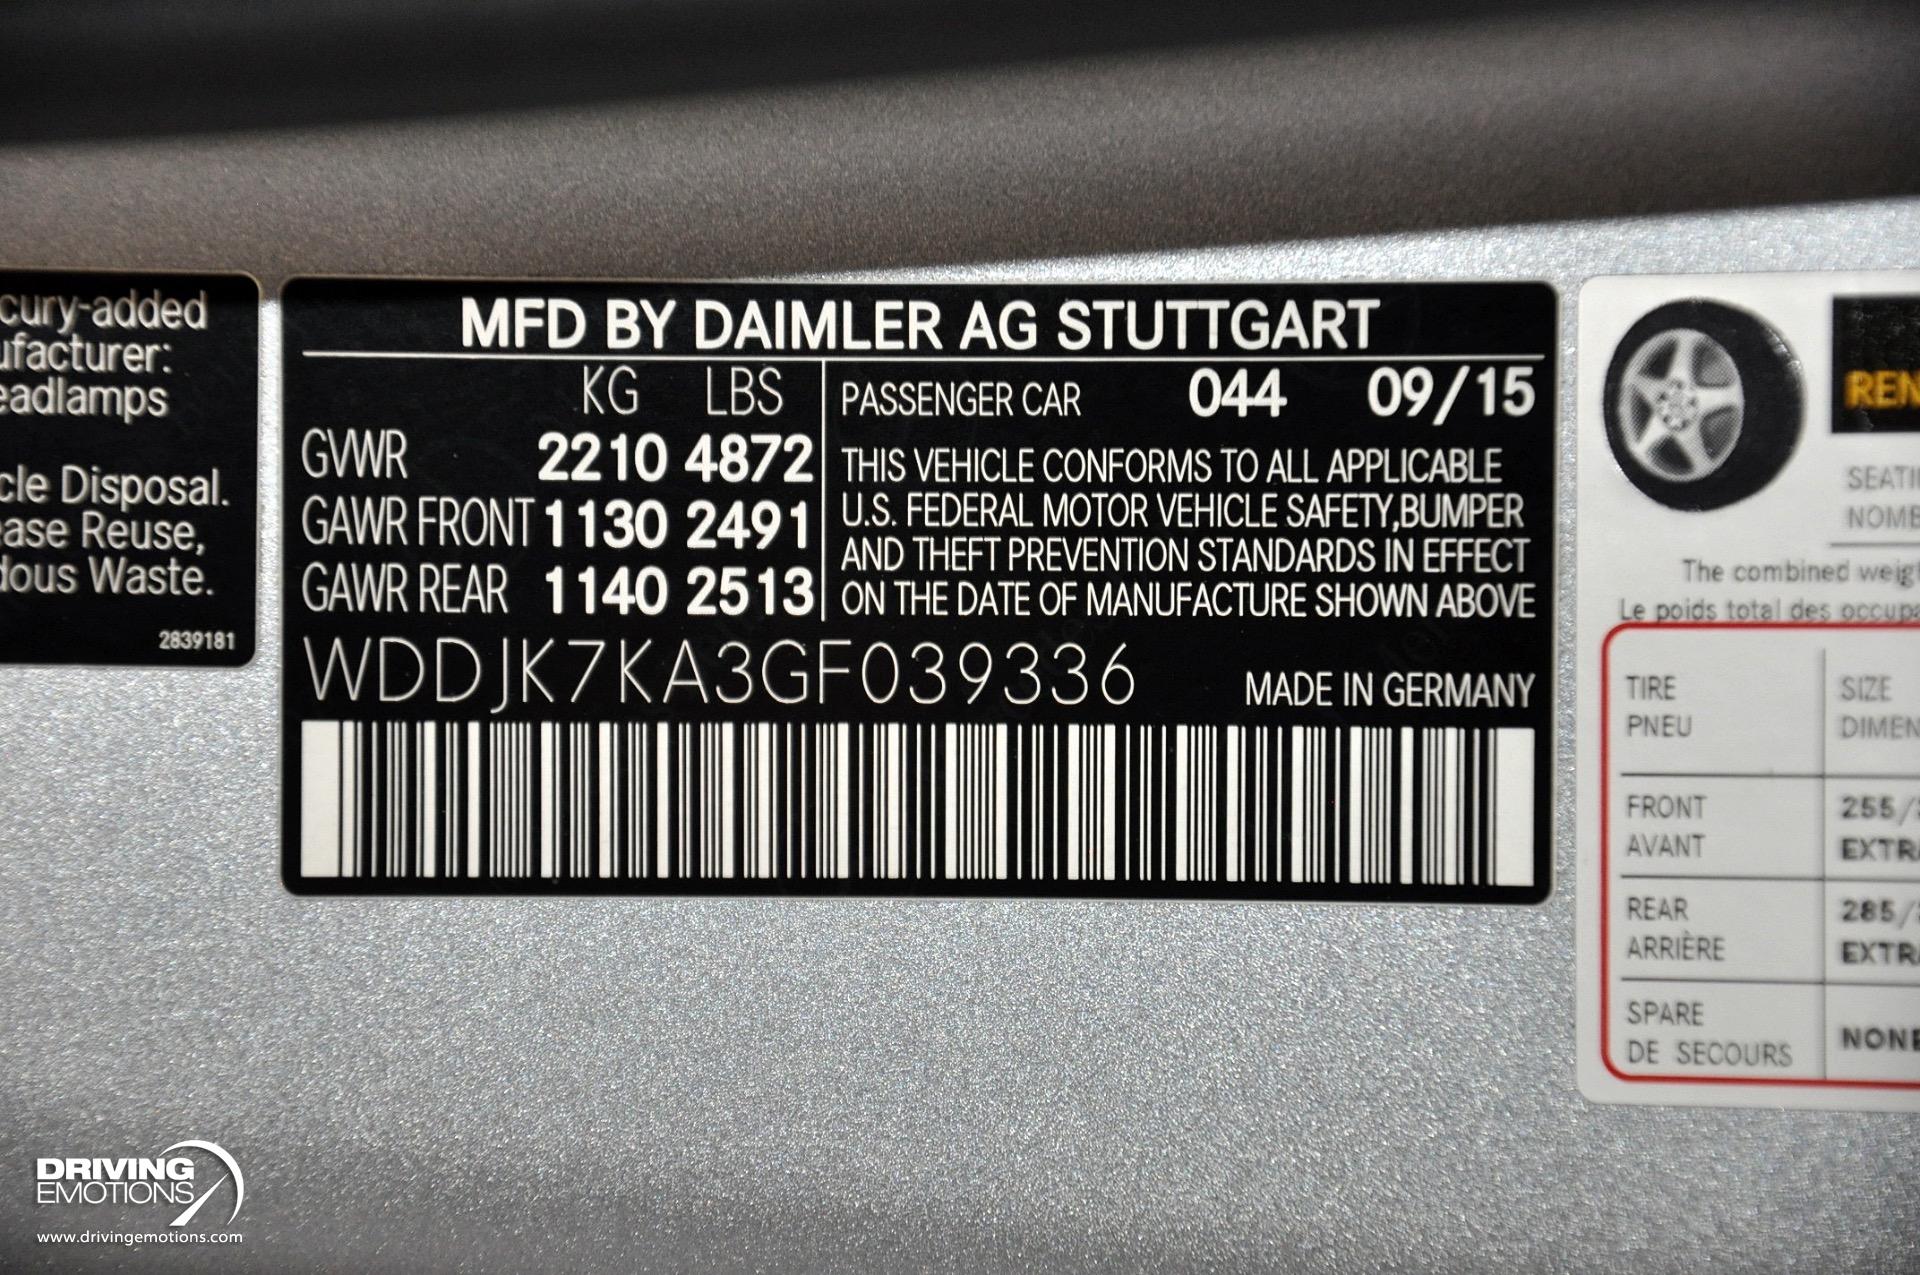 cury-added
ufacturer:
eadlamps
cle Disposal.
ease Reuse,
dous Waste.
2839181
MFD BY DAIMLER AG STUTTGART
KG LBS
GVWR 2210 4872
GAWR FRONT 1130 2491
GAWR REAR 1140 2513
PASSENGER CAR 044 09/15
THIS VEHICLE CONFORMS TO ALL APPLICABLE
U.S. FEDERAL MOTOR VEHICLE SAFETY,BUMPER
AND THEFT PREVENTION STANDARDS IN EFFECT
ON THE DATE OF MANUFACTURE SHOWN ABOVE
WDDJK7KA3GF039336
MADE IN GERMANY
REN
SEATI
NOMB
The combined weigh
Le poids total des occupa
TIRE SIZE
PNEU DIMEN
FRONT 255/
AVANT EXTRA
REAR 285/
ARRIÈRE EXTRA
SPARE NONE
DE SECOURS
DRIVING
EMOTIONS
www.drivingemotions.com